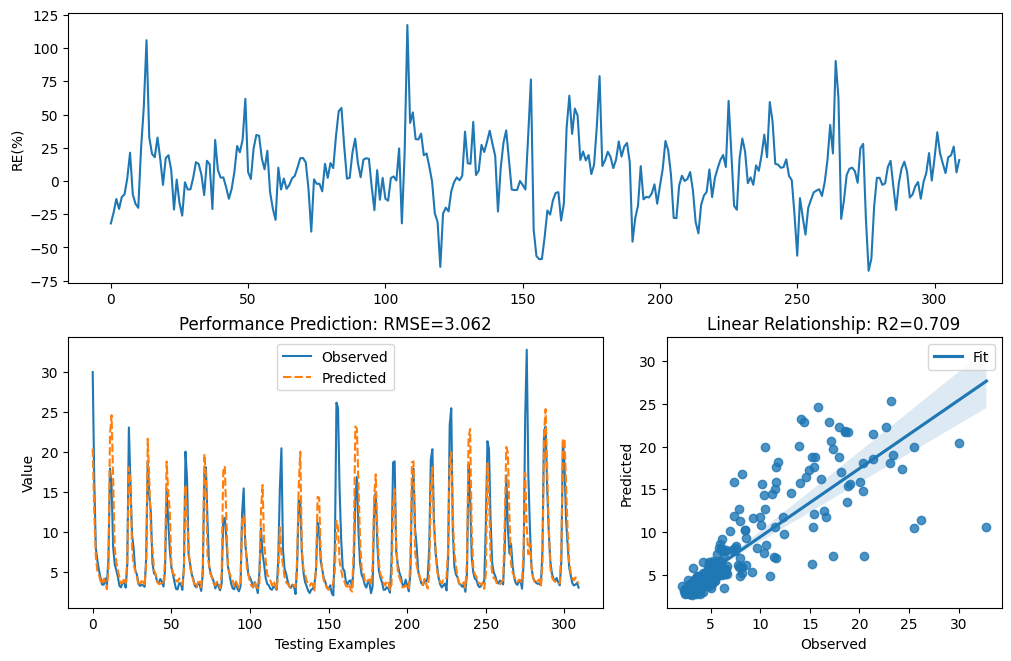 RE(%)
125
100
75
50
25
0
−25
−50
−75
0 50 100 150 200 250 300
Performance Prediction: RMSE=3.062
Value
30
25
20
15
10
5
Observed
Predicted
0 50 100 150 200 250 300
Testing Examples
Linear Relationship: R2=0.709
Predicted
30
25
20
15
10
5
Fit
5 10 15 20 25 30
Observed